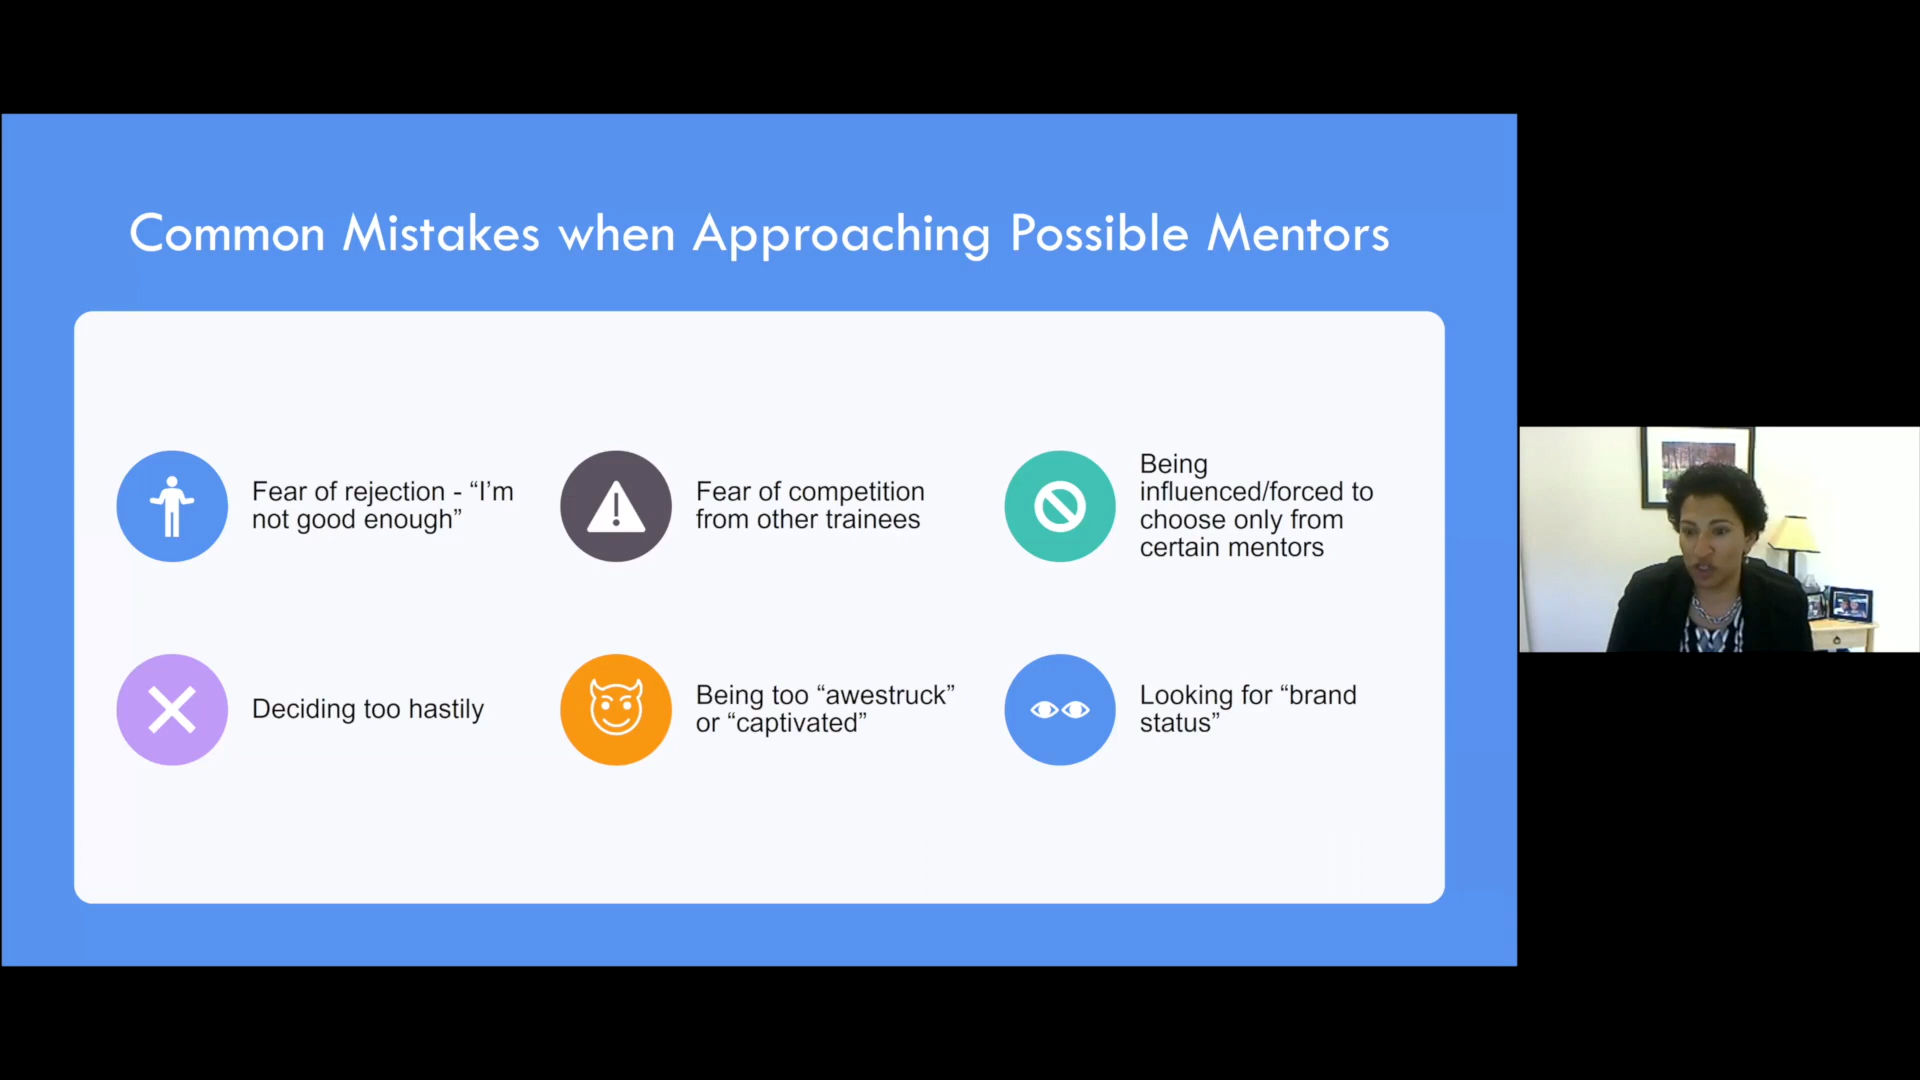 Common Mistakes when Approaching Possible Mentors
Fear of rejection - “I’m
not good enough”
Fear of competition
from other trainees
Being
influenced/forced to
choose only from
certain mentors
Deciding too hastily
Being too “awestruck”
or “captivated”
Looking for “brand
status”